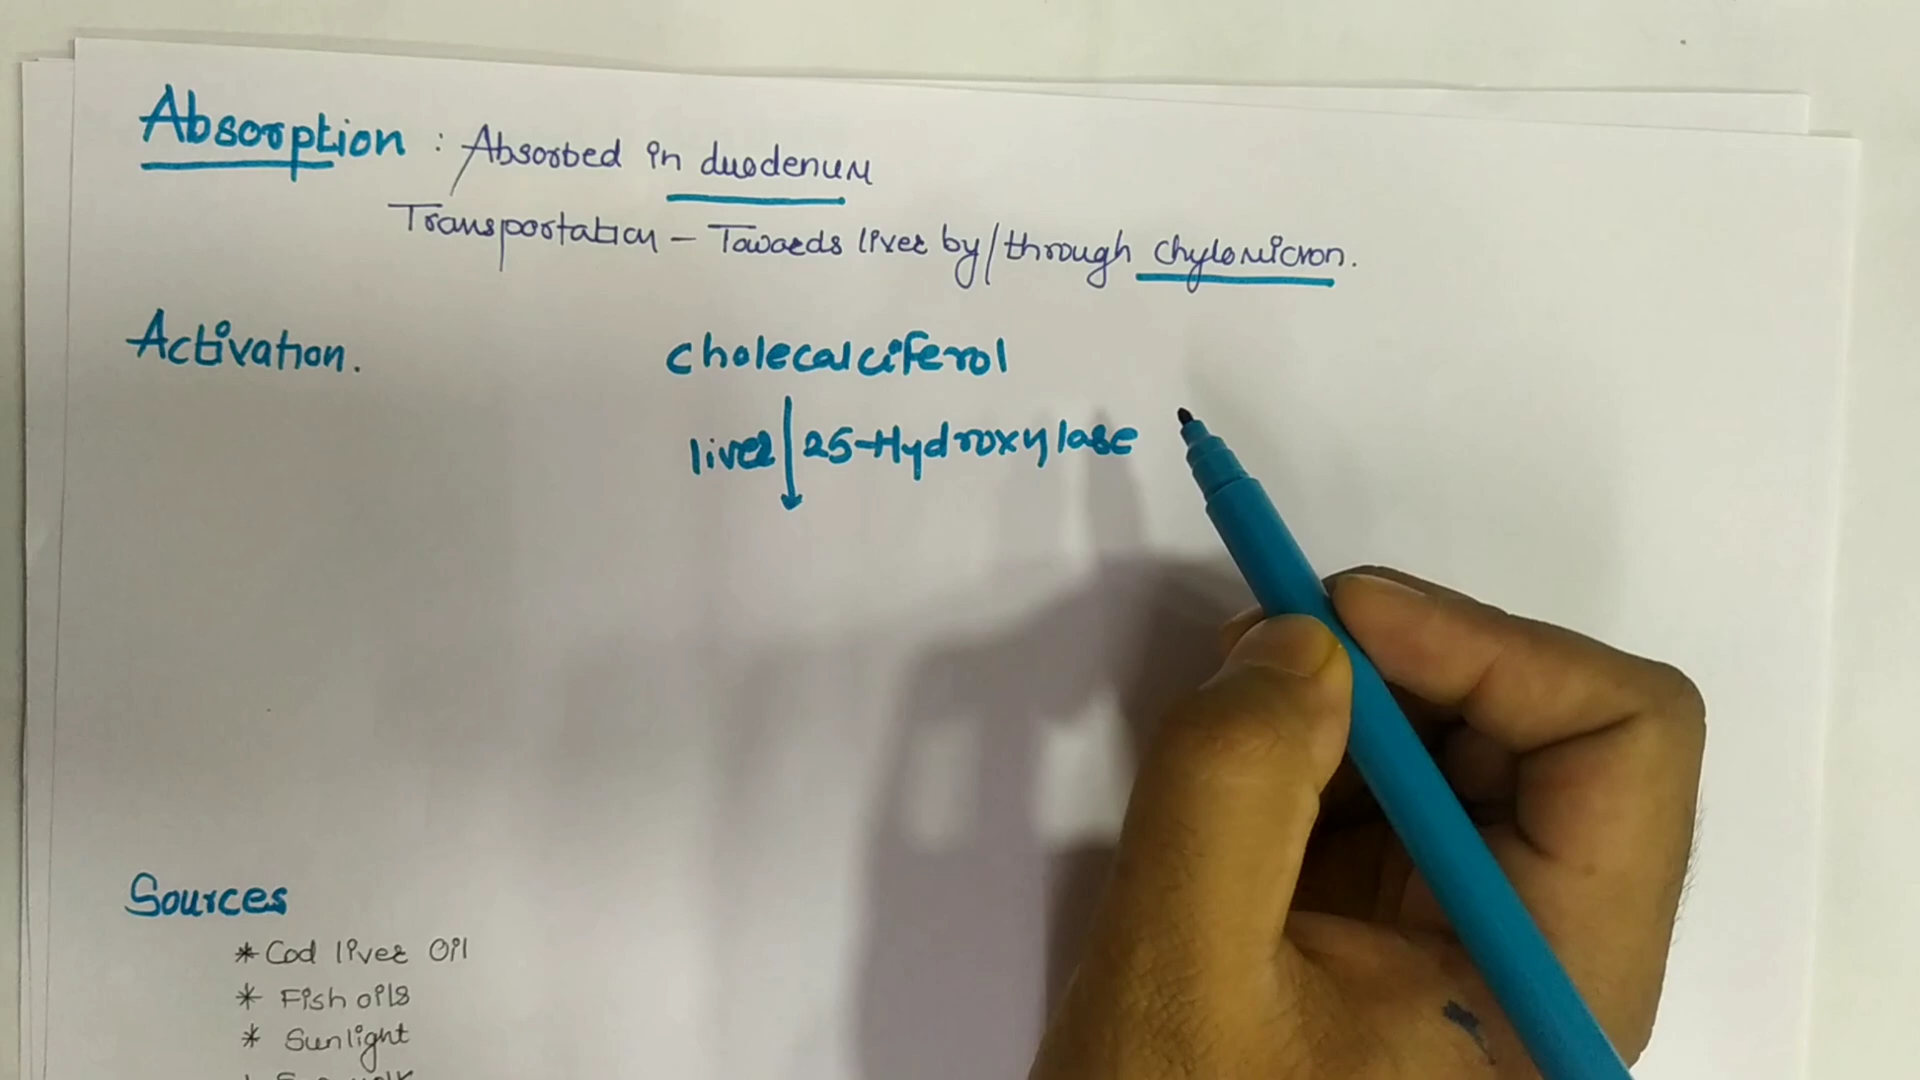 Absorption : Absorbed in duodenum
Transportation – Towards liver by/through chylomicron.
Activation.
cholecalciferol
liver 25-Hydroxylase
Sources
* Cod liver oil
* Fish oils
* Sunlight